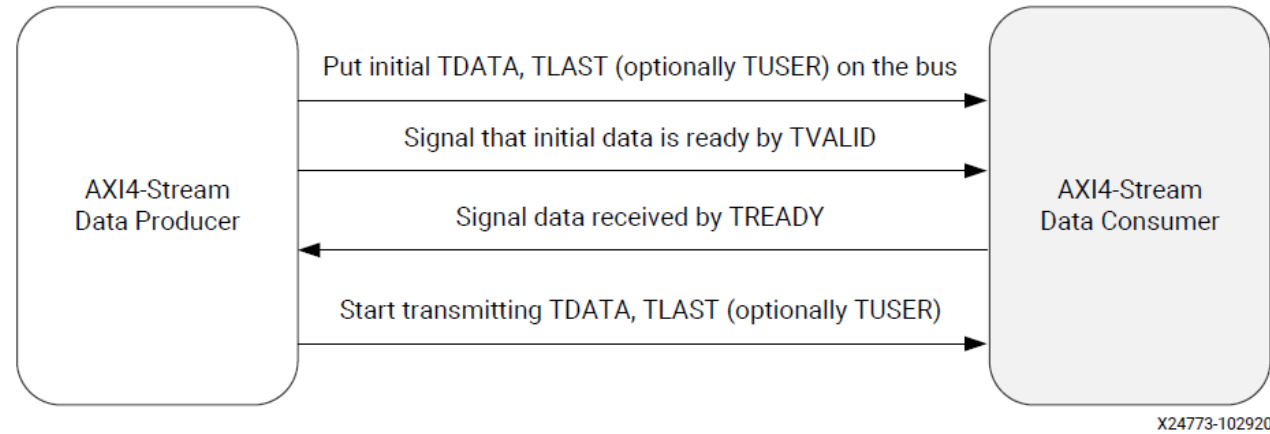 Put initial TDATA, TLAST (optionally TUSER) on the bus
Signal that initial data is ready by TVALID
AXI4-Stream
Data Producer
Signal data received by TREADY
AXI4-Stream
Data Consumer
Start transmitting TDATA, TLAST (optionally TUSER)
X24773-102920